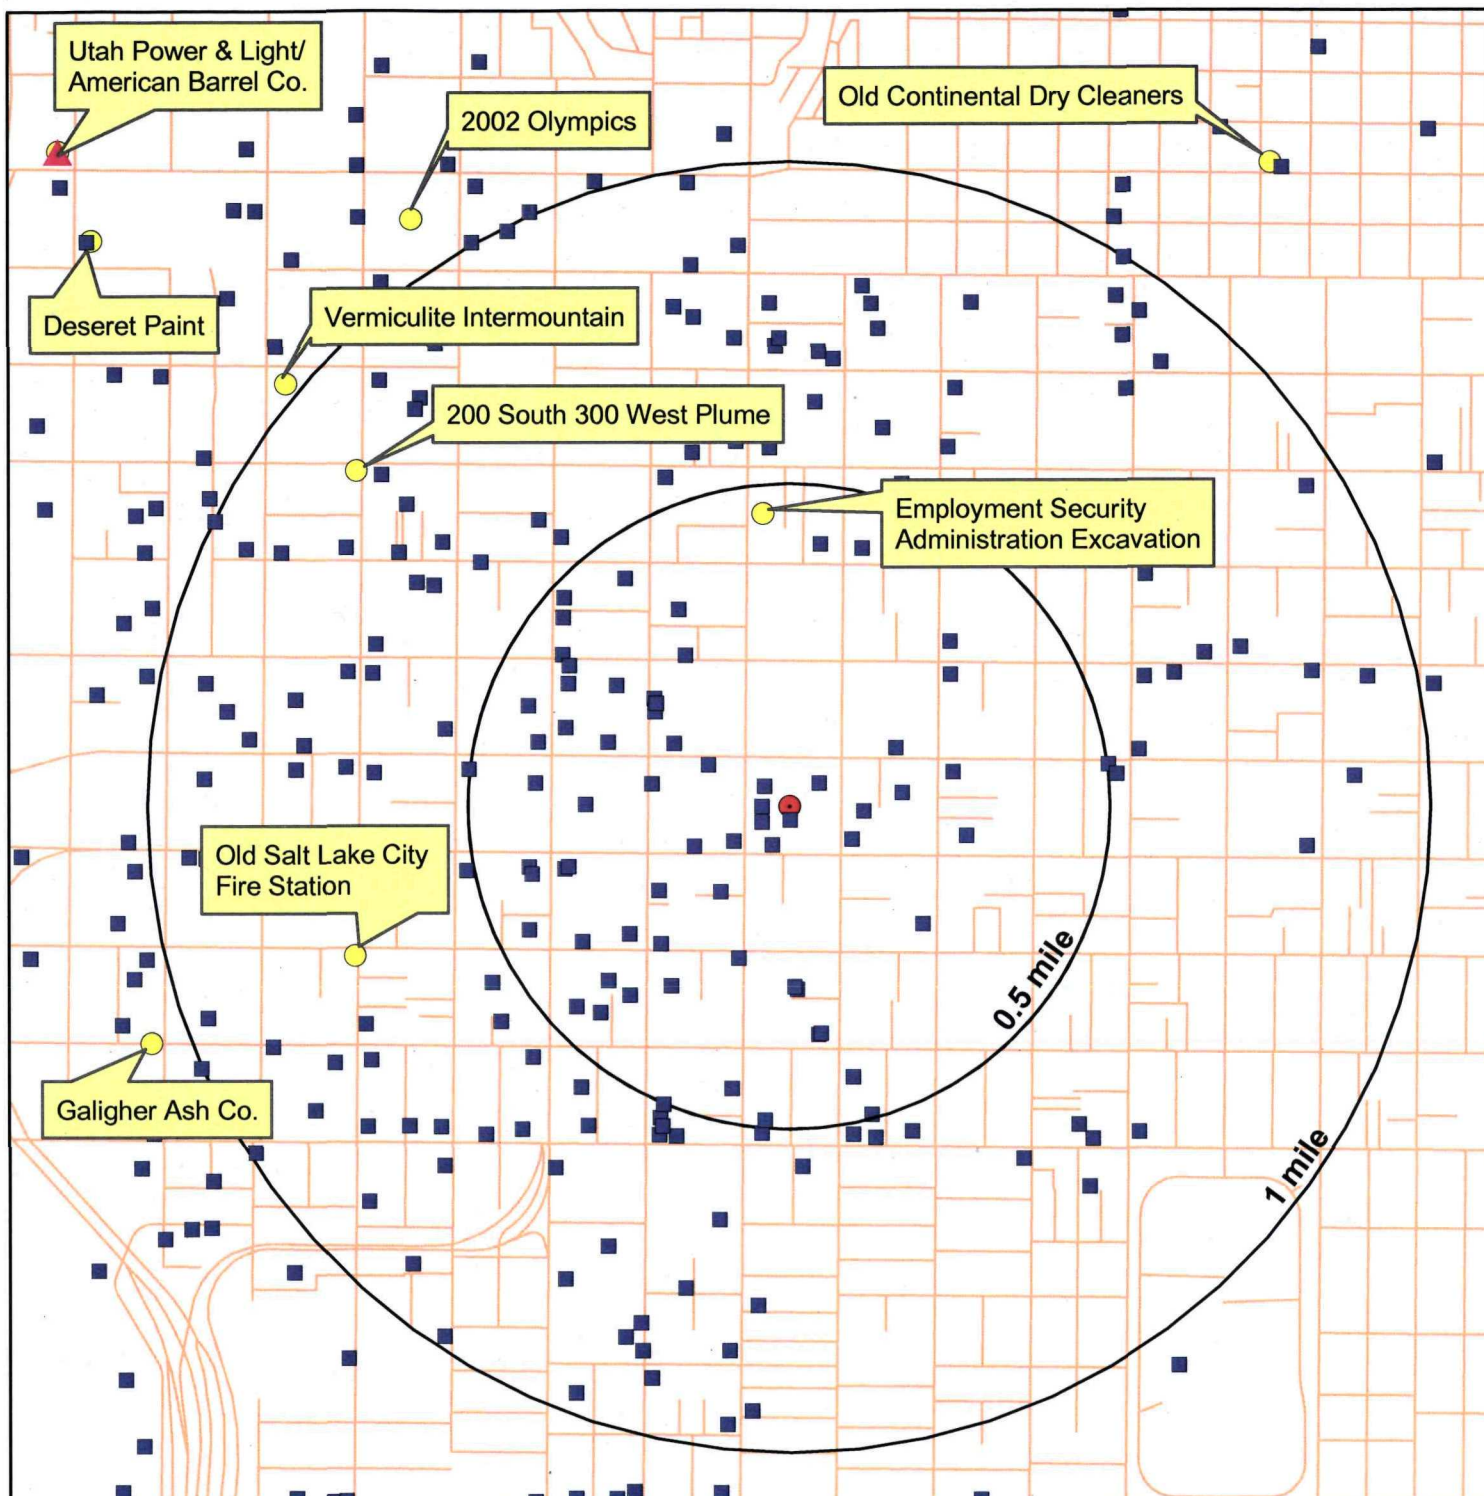 Utah Power & Light/
American Barrel Co.
2002 Olympics
Old Continental Dry Cleaners
Deseret Paint
Vermiculite Intermountain
200 South 300 West Plume
Employment Security
Administration Excavation
Old Salt Lake City
Fire Station
0.5 mile
Galigher Ash Co.
1 mile